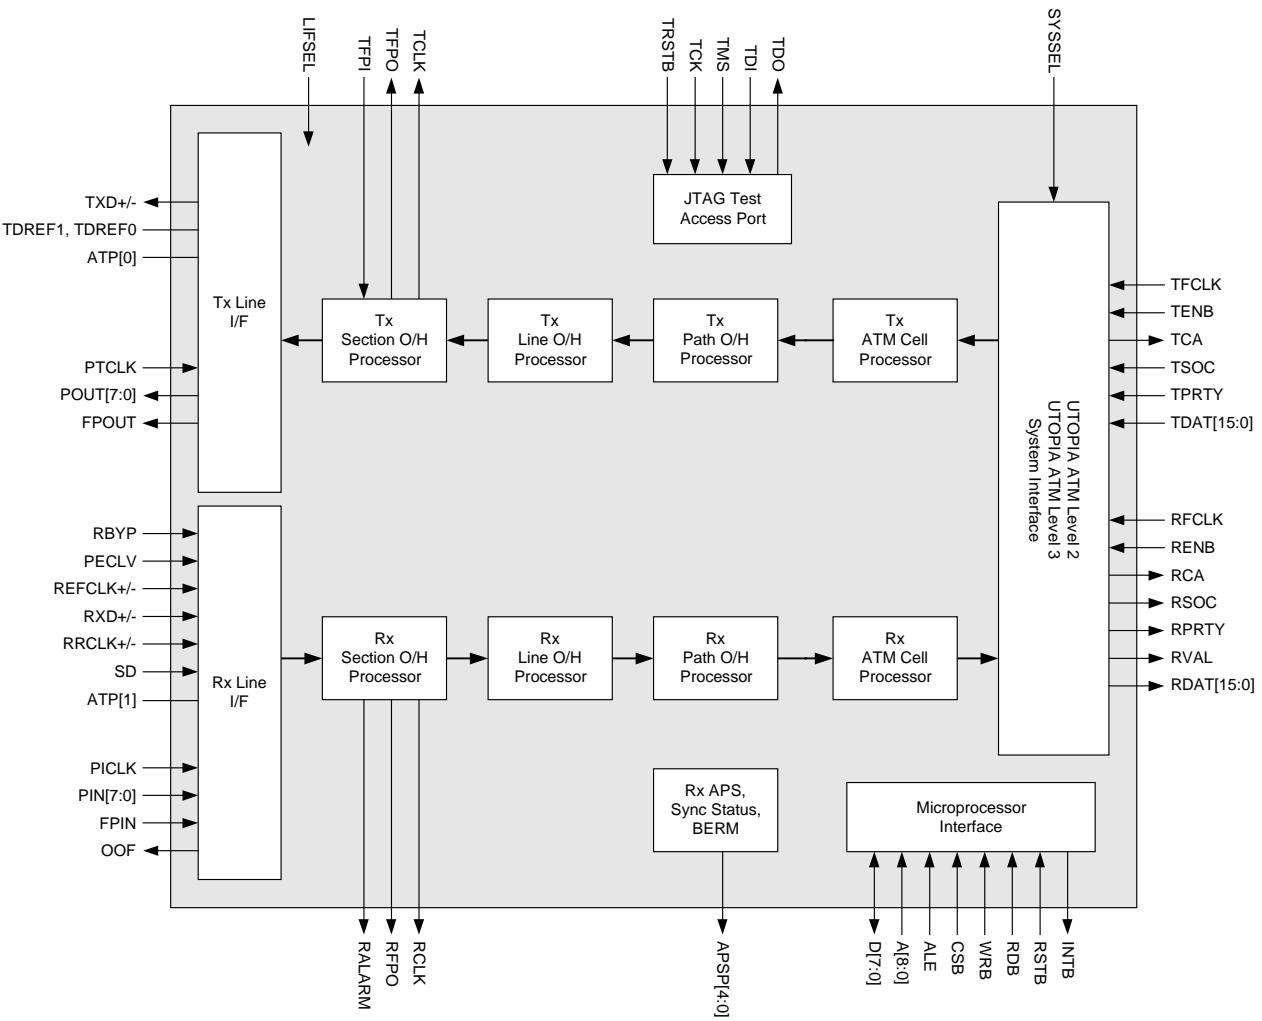 LIFSEL
TFPI
TFPO
TCLK
TRSTB
TCK
TMS
TDI
TDO
SYSSEL
TXD+/-
TDREF1, TDREF0
ATP[0]
PTCLK
POUT[7:0]
FPOUT
Tx Line
I/F
JTAG Test
Access Port
Tx
Section O/H
Processor
Tx
Line O/H
Processor
Tx
Path O/H
Processor
Tx
ATM Cell
Processor
UTOPIA ATM Level 2
UTOPIA ATM Level 3
System Interface
TFCLK
TENB
TCA
TSOC
TPRTY
TDAT[15:0]
RFCLK
RENB
RCA
RSOC
RPRTY
RVAL
RDAT[15:0]
RBYP
PECLV
REFCLK+/-
RXD+/-
RRCLK+/-
SD
ATP[1]
PICLK
PIN[7:0]
FPIN
OOF
Rx Line
I/F
Rx
Section O/H
Processor
Rx
Line O/H
Processor
Rx
Path O/H
Processor
Rx
ATM Cell
Processor
Rx APS,
Sync Status,
BERM
Microprocessor
Interface
RALARM
RFPO
RCLK
APSP[4:0]
D[7:0]
A[8:0]
ALE
CSB
WRB
RDB
RSTB
INTB